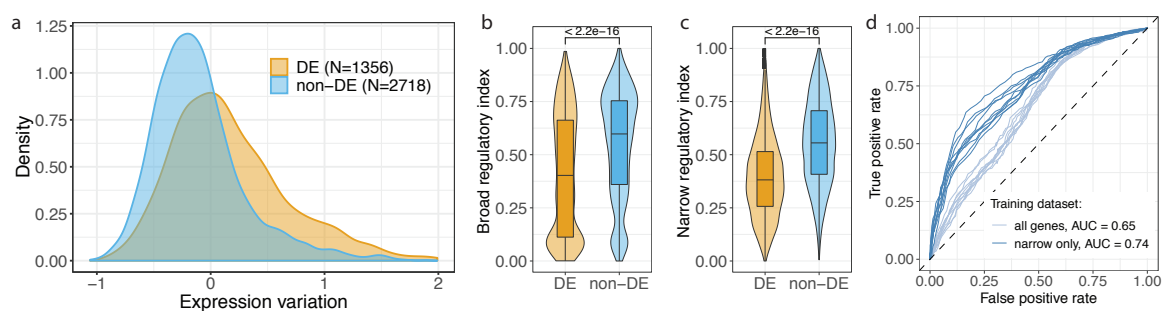 a
Density
1.25
1.00
0.75
0.50
0.25
0.00
DE (N=1356)
non−DE (N=2718)
−1
0
1
2
Expression variation
b
Broad regulatory index
< 2.2e−16
1.00
0.75
0.50
0.25
0.00
DE non−DE
c
Narrow regulatory index
< 2.2e−16
1.00
0.75
0.50
0.25
0.00
DE non−DE
d
True positive rate
1.00
0.75
0.50
0.25
0.00
Training dataset:
all genes, AUC = 0.65
narrow only, AUC = 0.74
0.00 0.25 0.50 0.75 1.00
False positive rate